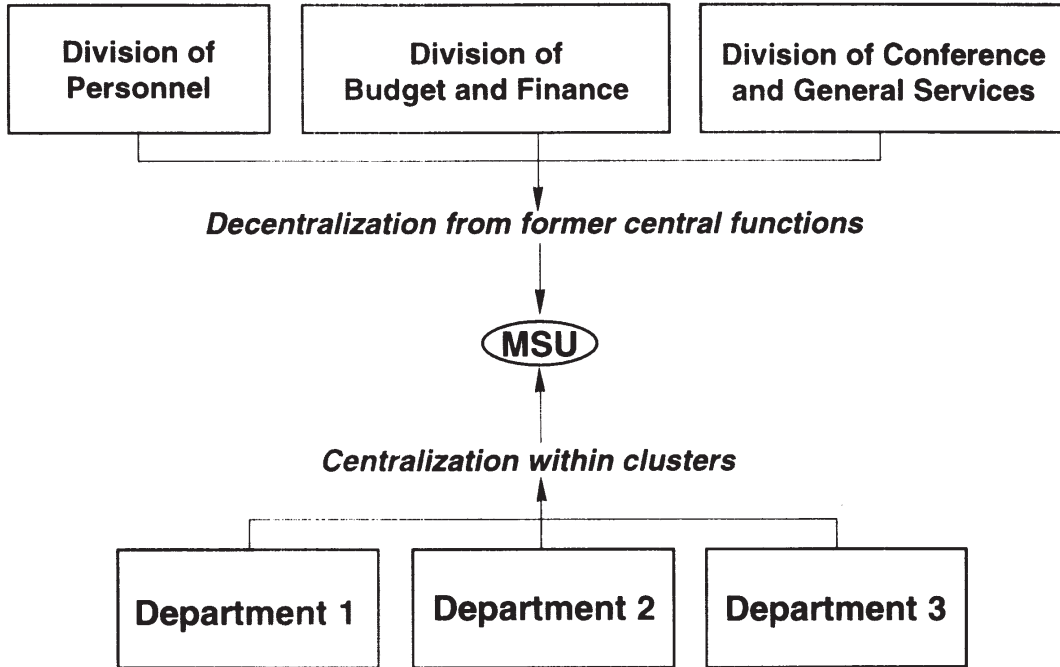 Division of
Personnel
Division of
Budget and Finance
Division of Conference
and General Services
Decentralization from former central functions
MSU
Centralization within clusters
Department 1
Department 2
Department 3